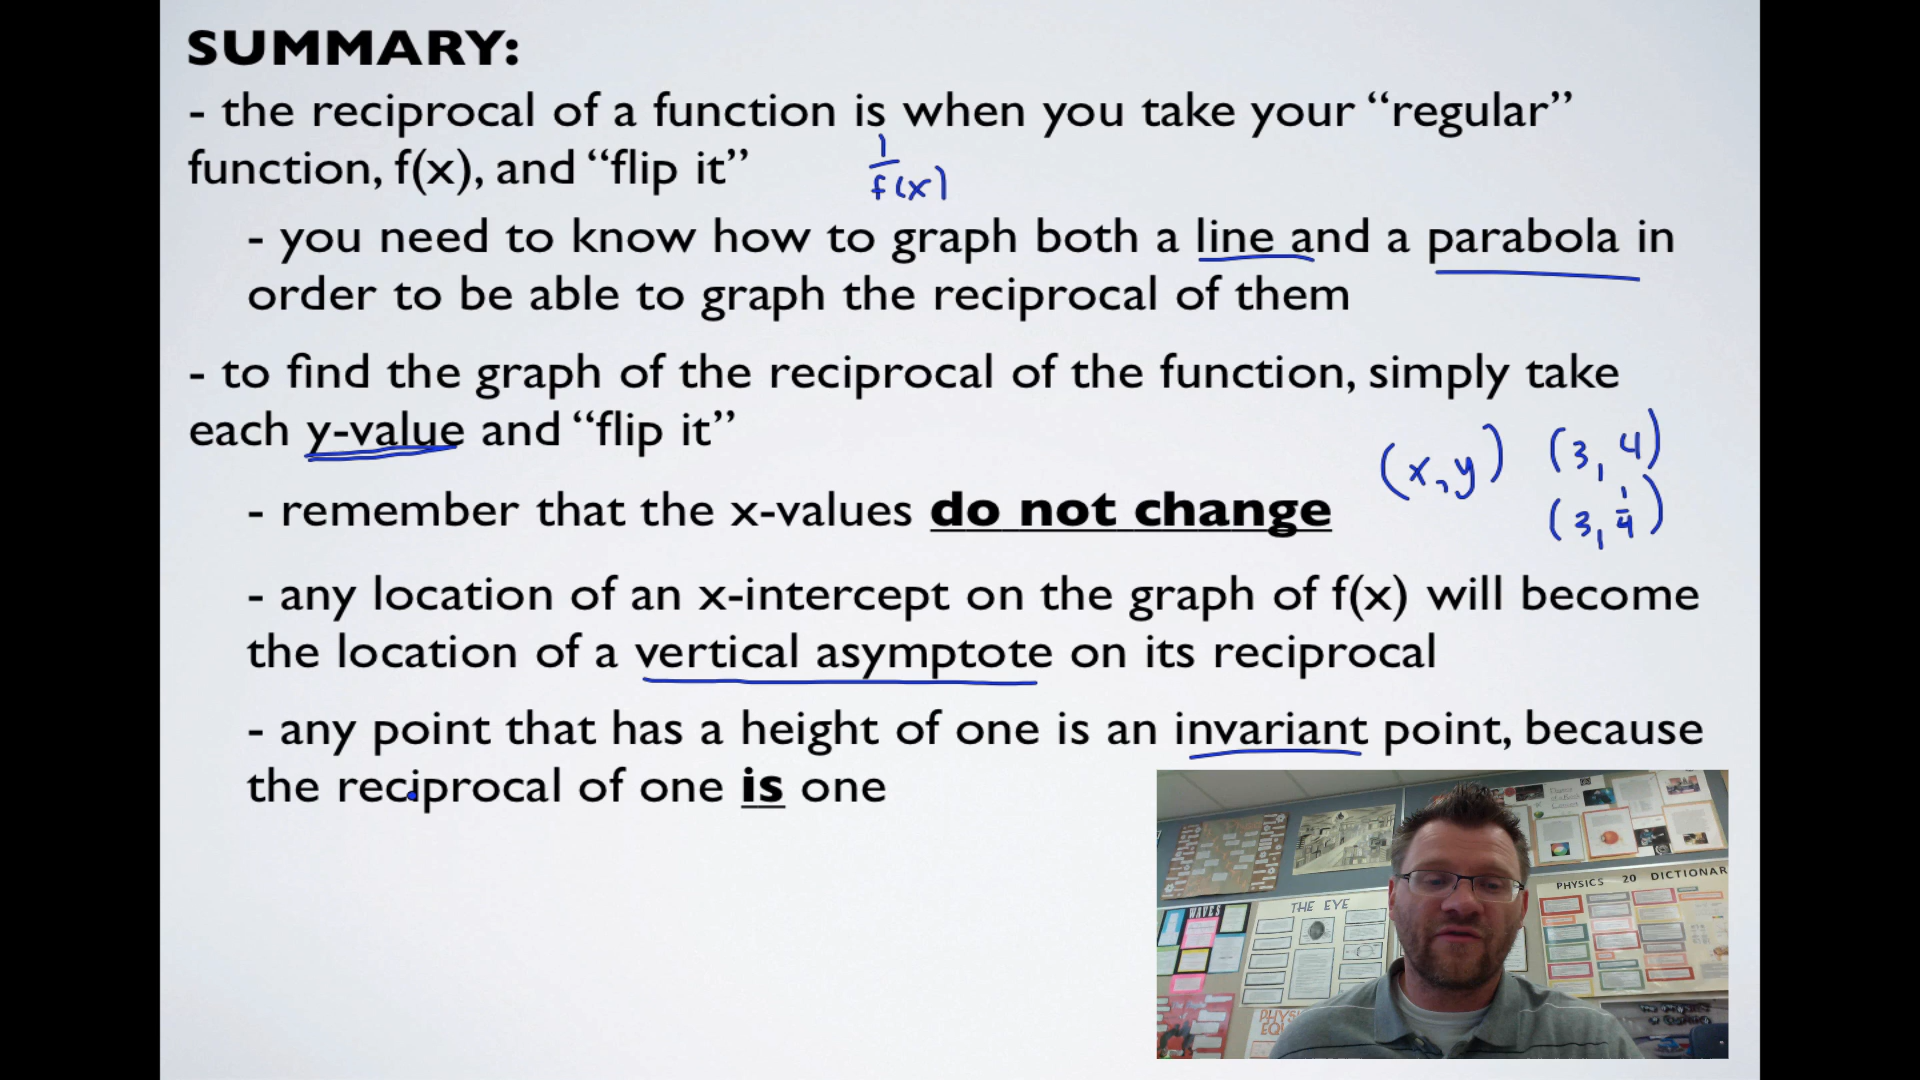 SUMMARY:
- the reciprocal of a function is when you take your “regular”
function, f(x), and “flip it”
1
f(x)
- you need to know how to graph both a line and a parabola in
order to be able to graph the reciprocal of them
- to find the graph of the reciprocal of the function, simply take
each y-value and “flip it”
(x,y) (3, 4)
(3, 1/4)
- remember that the x-values do not change
- any location of an x-intercept on the graph of f(x) will become
the location of a vertical asymptote on its reciprocal
- any point that has a height of one is an invariant point, because
the reciprocal of one is one
PHYSICS 20 DICTIONAR
THE EYE
WAVES
PHYSI
EQU